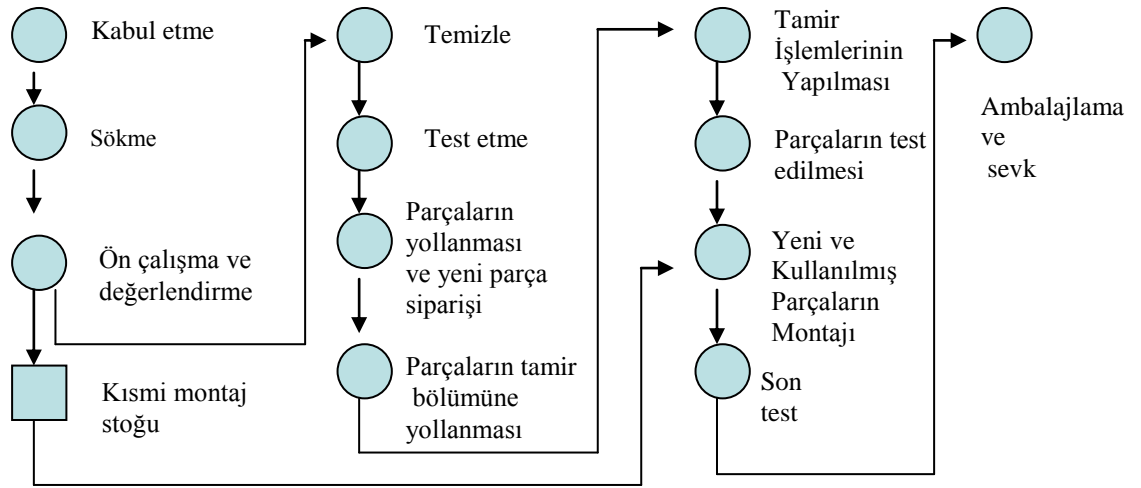 Kabul etme
Sökme
Ön çalışma ve
değerlendirme
Kısmi montaj
stoğu
Temizle
Test etme
Parçaların
yollanması
ve yeni parça
siparişi
Parçaların tamir
bölümüne
yollanması
Tamir
İşlemlerinin
Yapılması
Parçaların test
edilmesi
Yeni ve
Kullanılmış
Parçaların
Montajı
Son
test
Ambalajlama
ve
sevk